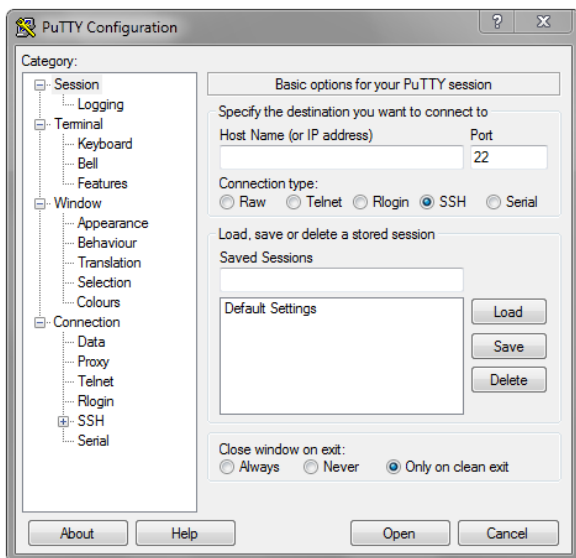 PuTTY Configuration
?
X
Category:
Session
Logging
Terminal
Keyboard
Bell
Features
Window
Appearance
Behaviour
Translation
Selection
Colours
Connection
Data
Proxy
Telnet
Rlogin
SSH
Serial
Basic options for your PuTTY session
Specify the destination you want to connect to
Host Name (or IP address) Port
22
Connection type:
Raw Telnet Rlogin SSH Serial
Load, save or delete a stored session
Saved Sessions
Default Settings
Load
Save
Delete
Close window on exit:
Always Never Only on clean exit
About Help Open Cancel